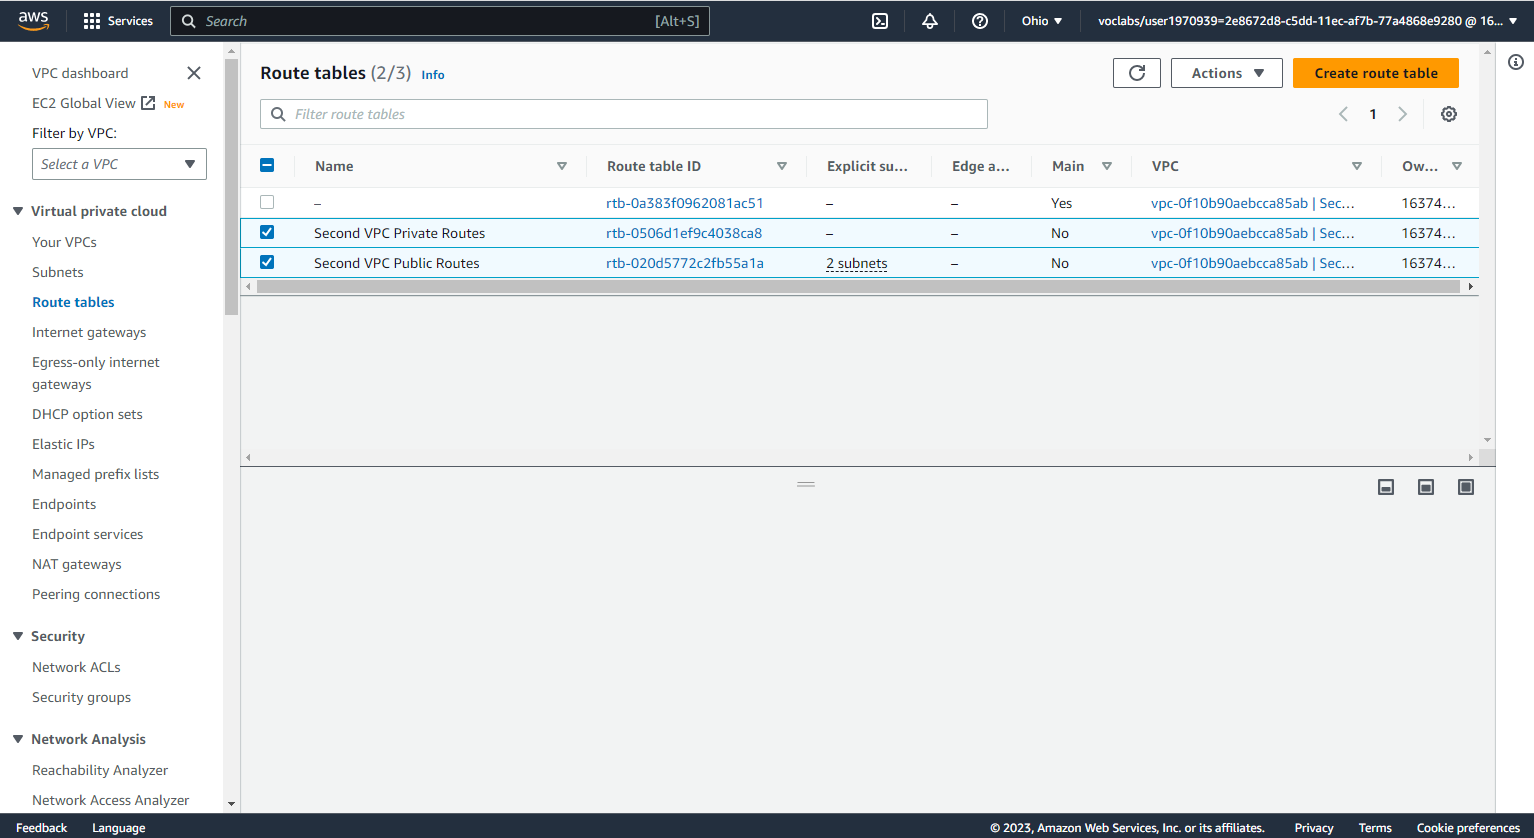 aws Services Search [Alt+S] Ohio voclabs/user1970939=2e8672d8-c5dd-11ec-af7b-77a4868e9280 @ 16...
VPC dashboard
EC2 Global View New
Filter by VPC:
Select a VPC
Virtual private cloud
Your VPCs
Subnets
Route tables
Internet gateways
Egress-only internet
gateways
DHCP option sets
Elastic IPs
Managed prefix lists
Endpoints
Endpoint services
NAT gateways
Peering connections
Security
Network ACLs
Security groups
Network Analysis
Reachability Analyzer
Network Access Analyzer
Route tables (2/3) Info Actions Create route table
Filter route tables 1
Name Route table ID Explicit su... Edge a... Main VPC Ow...
– rtb-0a383f0962081ac51 – – Yes vpc-0f10b90aebcca85ab | Sec... 16374...
Second VPC Private Routes rtb-0506d1ef9c4038ca8 – – No vpc-0f10b90aebcca85ab | Sec... 16374...
Second VPC Public Routes rtb-020d5772c2fb55a1a 2 subnets – No vpc-0f10b90aebcca85ab | Sec... 16374...
Feedback Language © 2023, Amazon Web Services, Inc. or its affiliates. Privacy Terms Cookie preferences